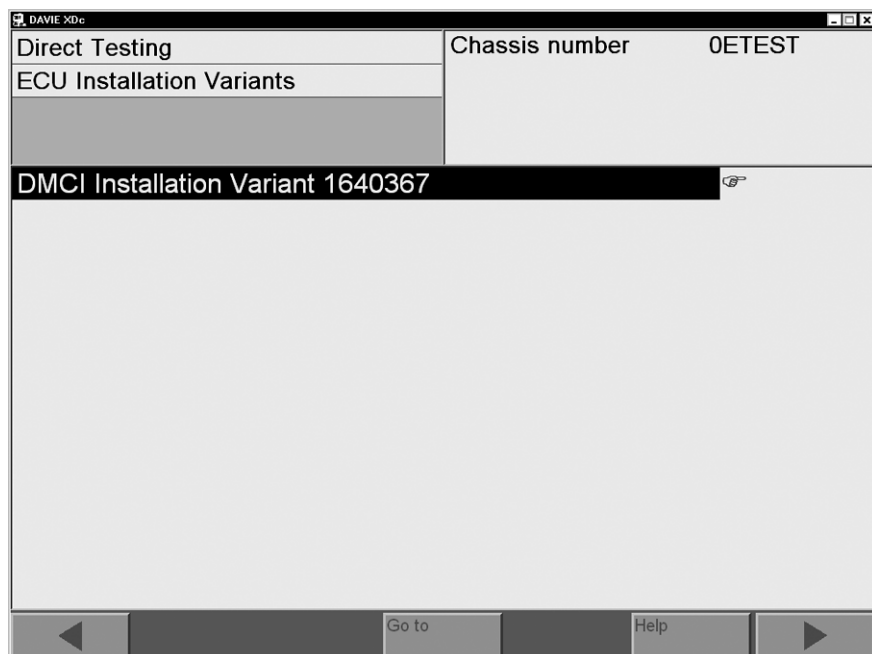 DAVIE XDc
Direct Testing
Chassis number 0ETEST
ECU Installation Variants
DMCI Installation Variant 1640367
Go to
Help